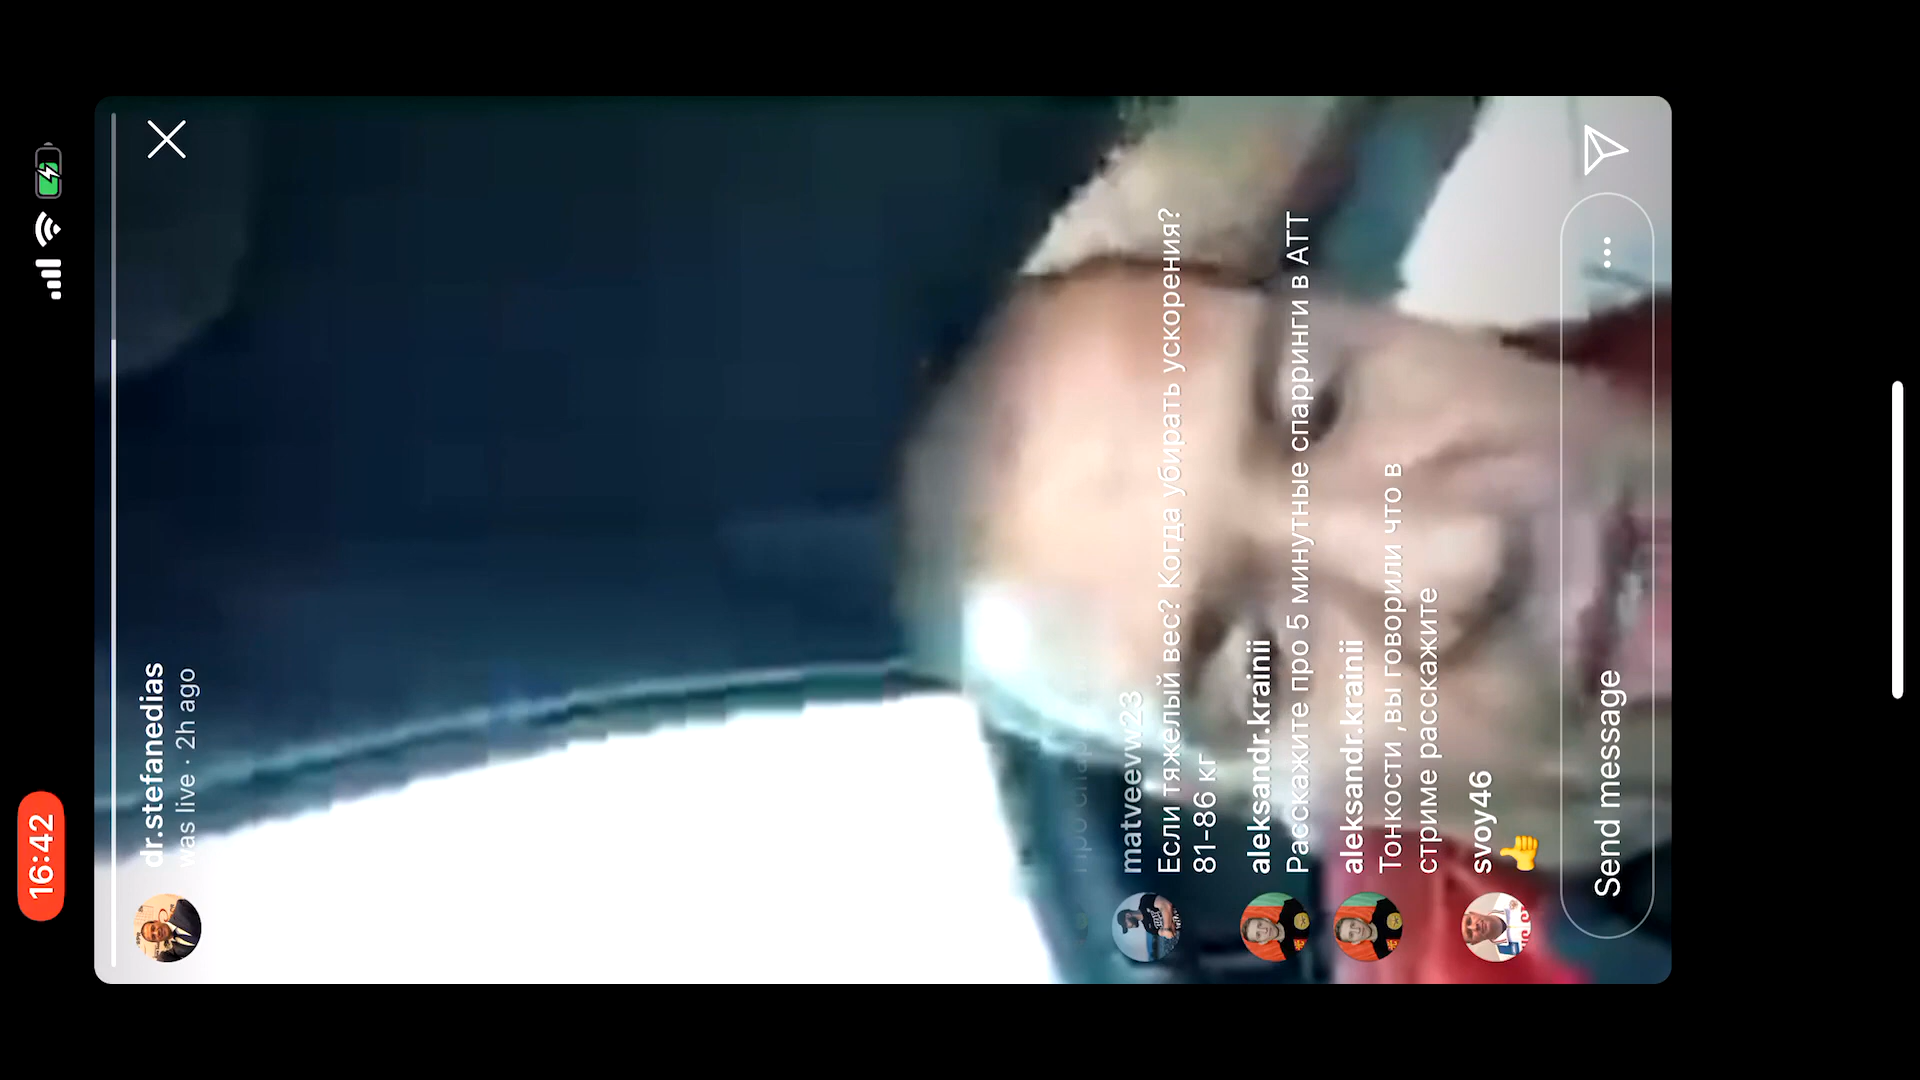 16:42
dr.stefanedias
was live · 2h ago
matveevw23
Если тяжелый вес? Когда убирать ускорения?
81-86 кг
aleksandr.krainii
Расскажите про 5 минутные спарринги в АТТ
aleksandr.krainii
Тонкости ,вы говорили что в
стриме расскажите
svoy46
👍
Send message